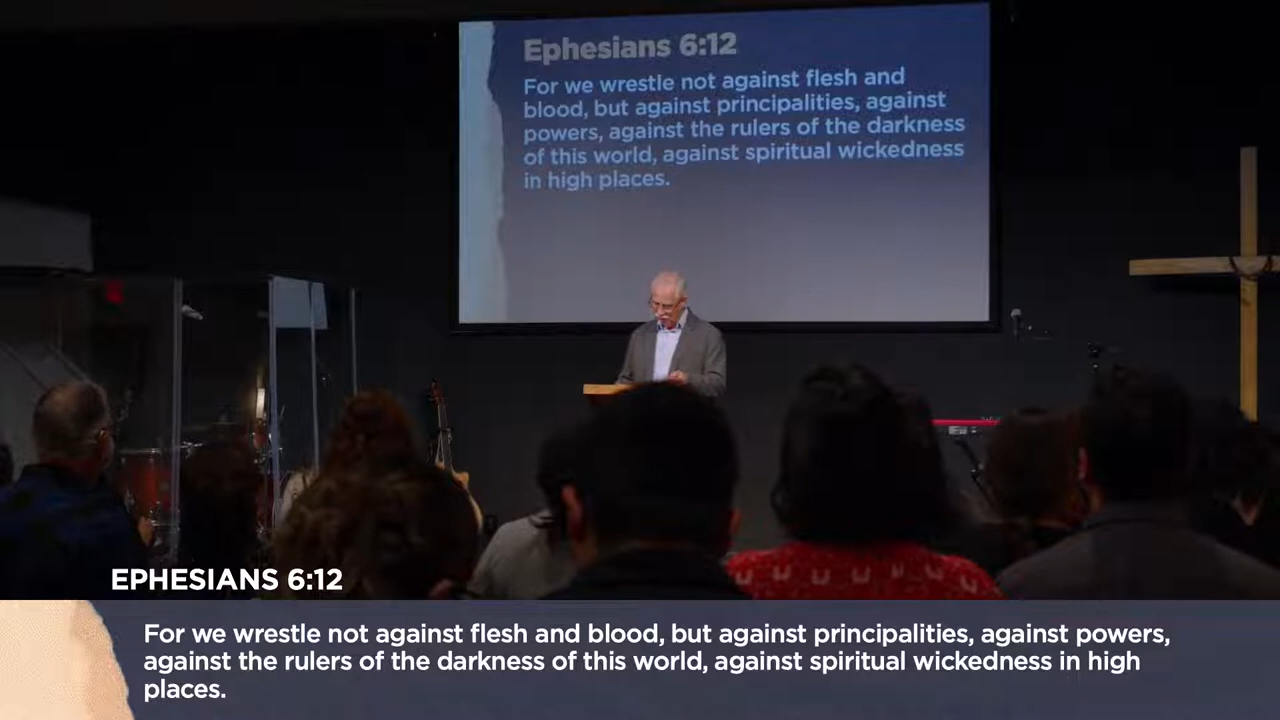 Ephesians 6:12
For we wrestle not against flesh and
blood, but against principalities, against
powers, against the rulers of the darkness
of this world, against spiritual wickedness
in high places.
EPHESIANS 6:12
For we wrestle not against flesh and blood, but against principalities, against powers,
against the rulers of the darkness of this world, against spiritual wickedness in high
places.